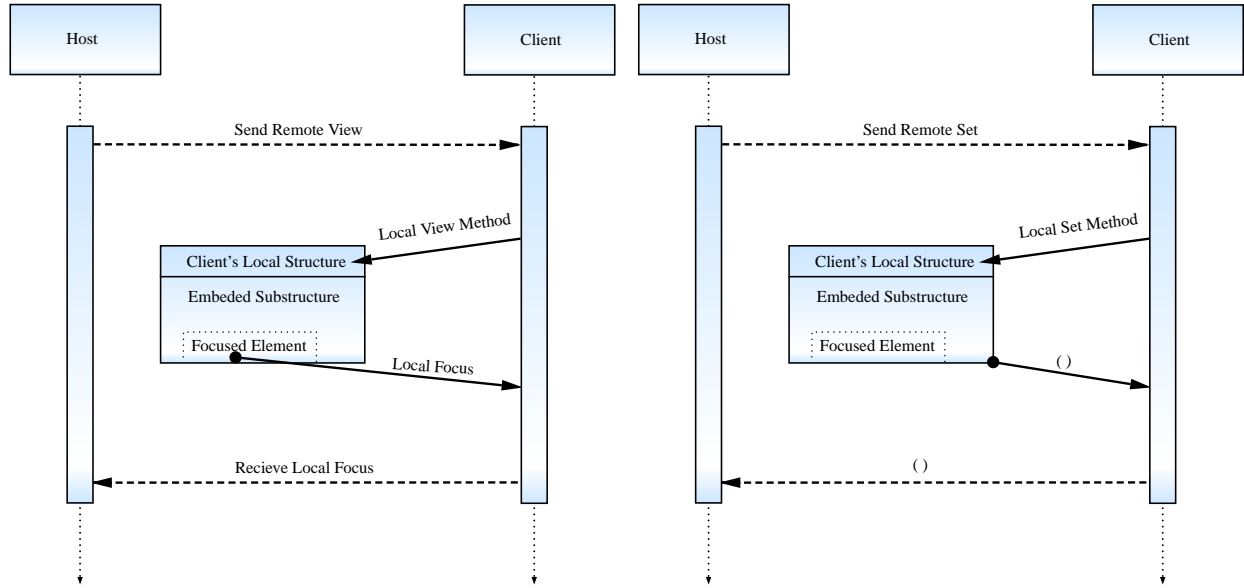 Host
Client
Send Remote View
Local View Method
Client's Local Structure
Embeded Substructure
Focused Element
Local Focus
Recieve Local Focus
Host
Client
Send Remote Set
Local Set Method
Client's Local Structure
Embeded Substructure
Focused Element
( )
( )